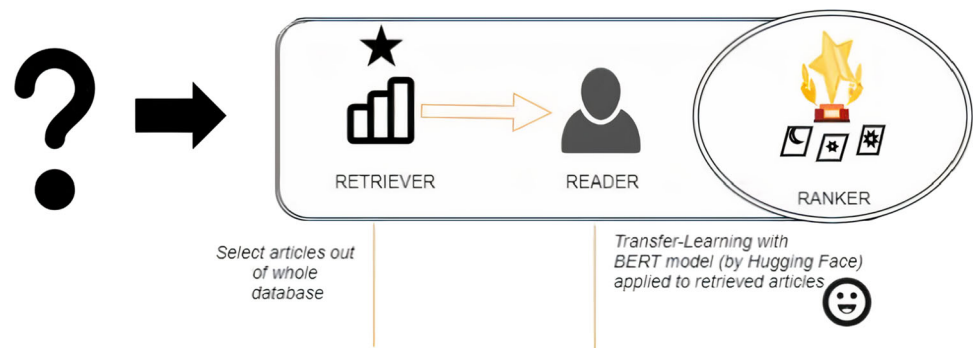 RETRIEVER
READER
RANKER
Select articles out
of whole
database
Transfer-Learning with
BERT model (by Hugging Face)
applied to retrieved articles